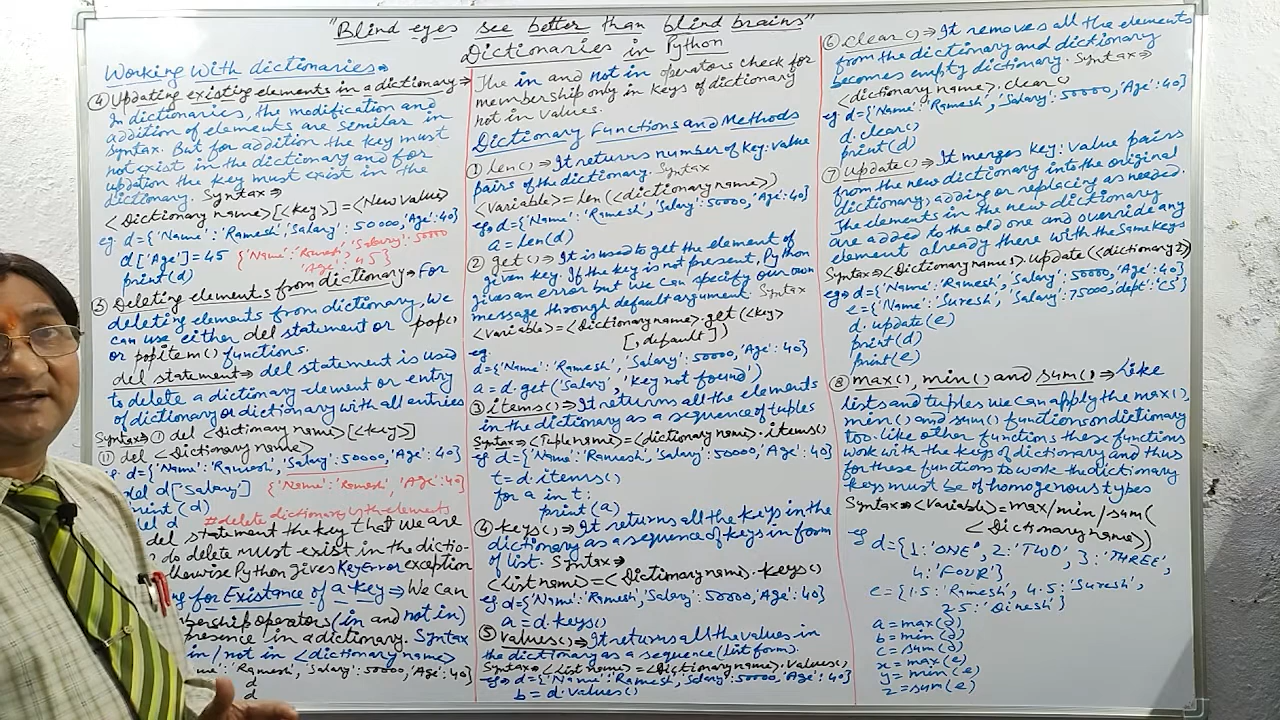 "Blind eyes see better than blind brains"
Dictionaries in Python
Working with dictionaries⇒
④ Updating existing elements in a dictionary⇒
In dictionaries, the modification and
addition of elements are similar in
syntax. But for addition the key must
not exist in the dictionary and for
updation the key must exist in the
dictionary. Syntax⇒
<Dictionary name>[<key>]=<New value>
eg d={'Name':'Ramesh','Salary':50000,'Age':40}
d['Age']=45 {'Name':'Ramesh','Salary':50000
print(d) 'Age':45}
⑤ Deleting elements from dictionary⇒ For
deleting elements from dictionary, we
can use either del statement or pop()
or popitem() functions.
del statement⇒ del statement is used
to delete a dictionary element or entry
of dictionary or dictionary with all entries
Syntax⇒ ① del <Dictionary name>[<key>]
⑪ del <Dictionary name>
d={'Name':'Ramesh','Salary':50000,'Age':40}
del d['Salary'] {'Name':'Ramesh','Age':40}
print(d)
del d #delete dictionary with elements
del statement the key that we are
do delete must exist in the dictio-
therwise Python gives KeyError exception
for Existence of a key⇒ We can
operators (in and not in)
presence in a dictionary. Syntax
in/not in <dictionary name>
'Ramesh','Salary':50000,'Age':40}
d
The in and not in operators check for
membership only in keys of dictionary
not in values.
Dictionary Functions and Methods
① len()⇒ It returns number of key:value
pairs of the dictionary. Syntax
<Variable>=len(<dictionary name>)
eg⇒ d={'Name':'Ramesh','Salary':50000,'Age':40}
a=len(d)
② get()⇒ It is used to get the element of
given key. If the key is not present, Python
gives an error but we can specify our own
message through default argument. Syntax
<Variable>=<Dictionary name>.get(<key>
[,default])
eg.
d={'Name':'Ramesh','Salary':50000,'Age':40}
a=d.get('Salary','Key not found')
③ items()⇒ It returns all the elements
in the dictionary as a sequence of tuples
Syntax⇒ <Tuple name>=<dictionary name>.items()
eg d={'Name':'Ramesh','Salary':50000,'Age':40}
t=d.items()
for a in t:
print(a)
④ keys()⇒ It returns all the keys in the
dictionary as a sequence of keys in form
of list. Syntax⇒
<list name>=<Dictionary name>.keys()
eg d={'Name':'Ramesh','Salary':50000,'Age':40}
a=d.keys()
⑤ values()⇒ It returns all the values in
the dictionary as a sequence (list form).
Syntax⇒ <List name>=<Dictionary name>.values()
eg⇒ d={'Name':'Ramesh','Salary':50000,'Age':40}
b=d.values()
⑥ clear()⇒ It removes all the elements
from the dictionary and dictionary
becomes empty dictionary. Syntax⇒
<dictionary name>.clear()
eg d={'Name':'Ramesh','Salary':50000,'Age':40}
d.clear()
print(d)
⑦ update()⇒ It merges key:value pairs
from the new dictionary into the original
dictionary, adding or replacing as needed.
The elements in the new dictionary
are added to the old one and override any
element already there with the same keys
Syntax⇒ <Dictionary name1>.update(<dictionary2>)
eg⇒ d={'Name':'Ramesh','Salary':50000,'Age':40}
e={'Name':'Suresh','Salary':75000,'dept':'CS'}
d.update(e)
print(d)
print(e)
⑧ max(), min() and sum()⇒ Like
lists and tuples we can apply the max(),
min() and sum() functions on dictionary
too. Like other functions these functions
work with the keys of dictionary and thus
for these functions to work the dictionary
keys must be of homogenous types
Syntax⇒ <Variable>=max/min/sum(
<Dictionary name>)
eg d={1:'ONE',2:'TWO',3:'THREE',
4:'FOUR'}
e={1.5:'Ramesh',4.5:'Suresh',
2.5:'Dinesh'}
a=max(d)
b=min(d)
c=sum(d)
x=max(e)
y=min(e)
z=sum(e)